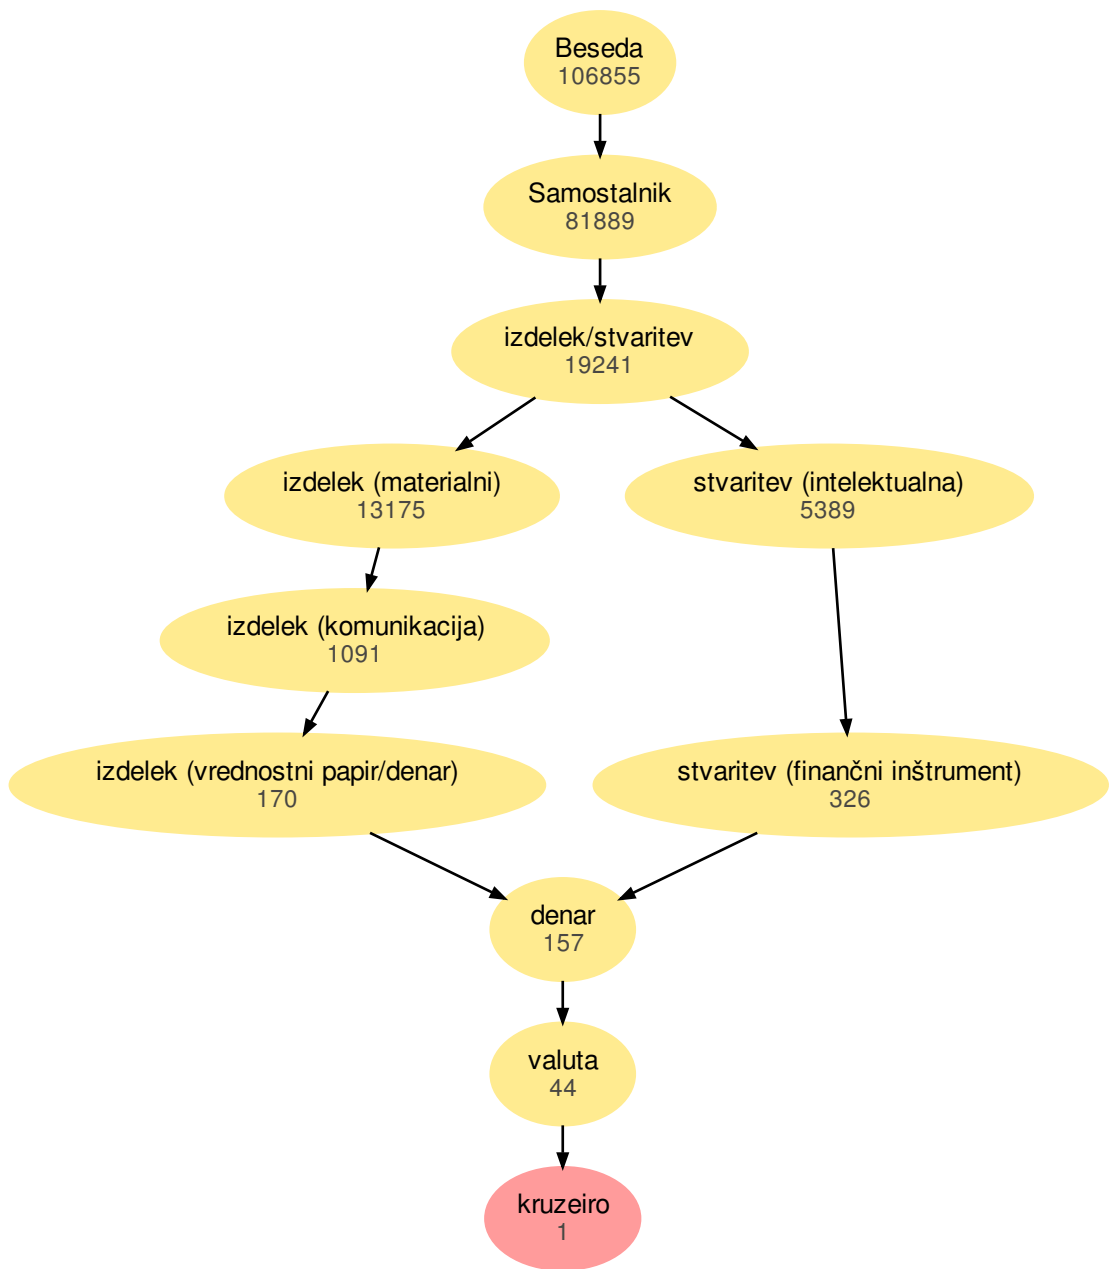 Beseda
106855
Samostalnik
81889
izdelek/stvaritev
19241
izdelek (materialni)
13175
stvaritev (intelektualna)
5389
izdelek (komunikacija)
1091
izdelek (vrednostni papir/denar)
170
stvaritev (finančni inštrument)
326
denar
157
valuta
44
kruzeiro
1